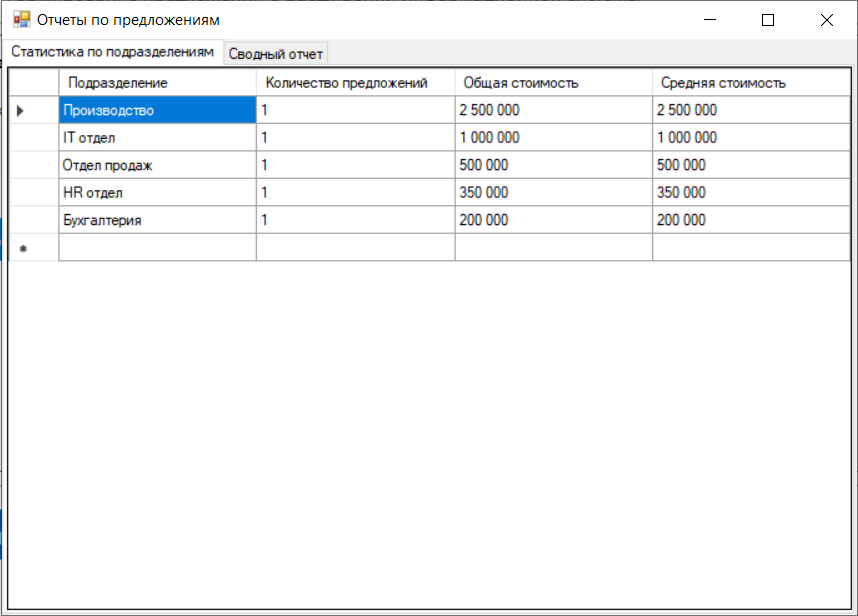 Отчеты по предложениям
Статистика по подразделениям Сводный отчет
Подразделение Количество предложений Общая стоимость Средняя стоимость
Производство 1 2 500 000 2 500 000
IT отдел 1 1 000 000 1 000 000
Отдел продаж 1 500 000 500 000
HR отдел 1 350 000 350 000
Бухгалтерия 1 200 000 200 000